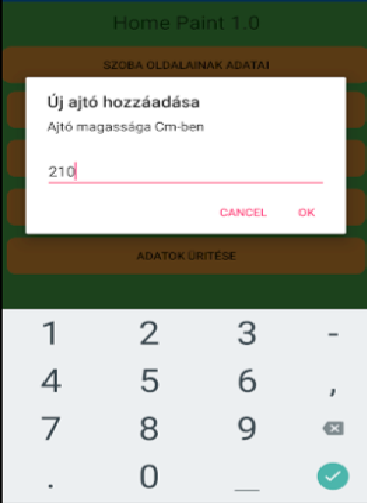 Home Paint 1.0
SZOBA OLDALAINAK ADATAI
Új ajtó hozzáadása
Ajtó magassága Cm-ben
210
CANCEL OK
ADATOK ÜRITÉSE
1 2 3 -
4 5 6 ,
7 8 9
. 0 _